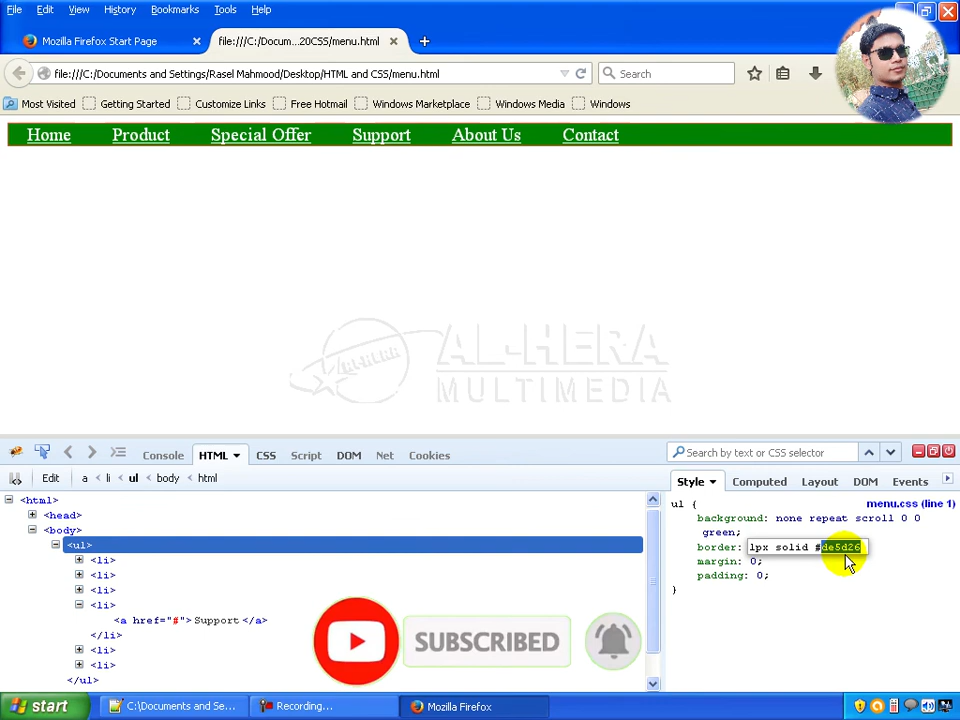 File Edit View History Bookmarks Tools Help
Mozilla Firefox Start Page × file:///C:/Docum...20CSS/menu.html × +
file:///C:/Documents and Settings/Rasel Mahmood/Desktop/HTML and CSS/menu.html Search
Most Visited Getting Started Customize Links Free Hotmail Windows Marketplace Windows Media Windows
Home Product Special Offer Support About Us Contact
AL-HERA
AL-HERA
MULTIMEDIA
Console HTML CSS Script DOM Net Cookies Search by text or CSS selector
Edit a < li < ul < body < html Style Computed Layout DOM Events
<html>
<head>
<body>
<ul>
<li>
<li>
<li>
<li>
<a href="#">Support</a>
</li>
<li>
<li>
</ul>
ul { menu.css (line 1)
background: none repeat scroll 0 0
green;
border: 1px solid #de5d26
margin: 0;
padding: 0;
}
SUBSCRIBED
start C:\Documents and Se... Recording... Mozilla Firefox